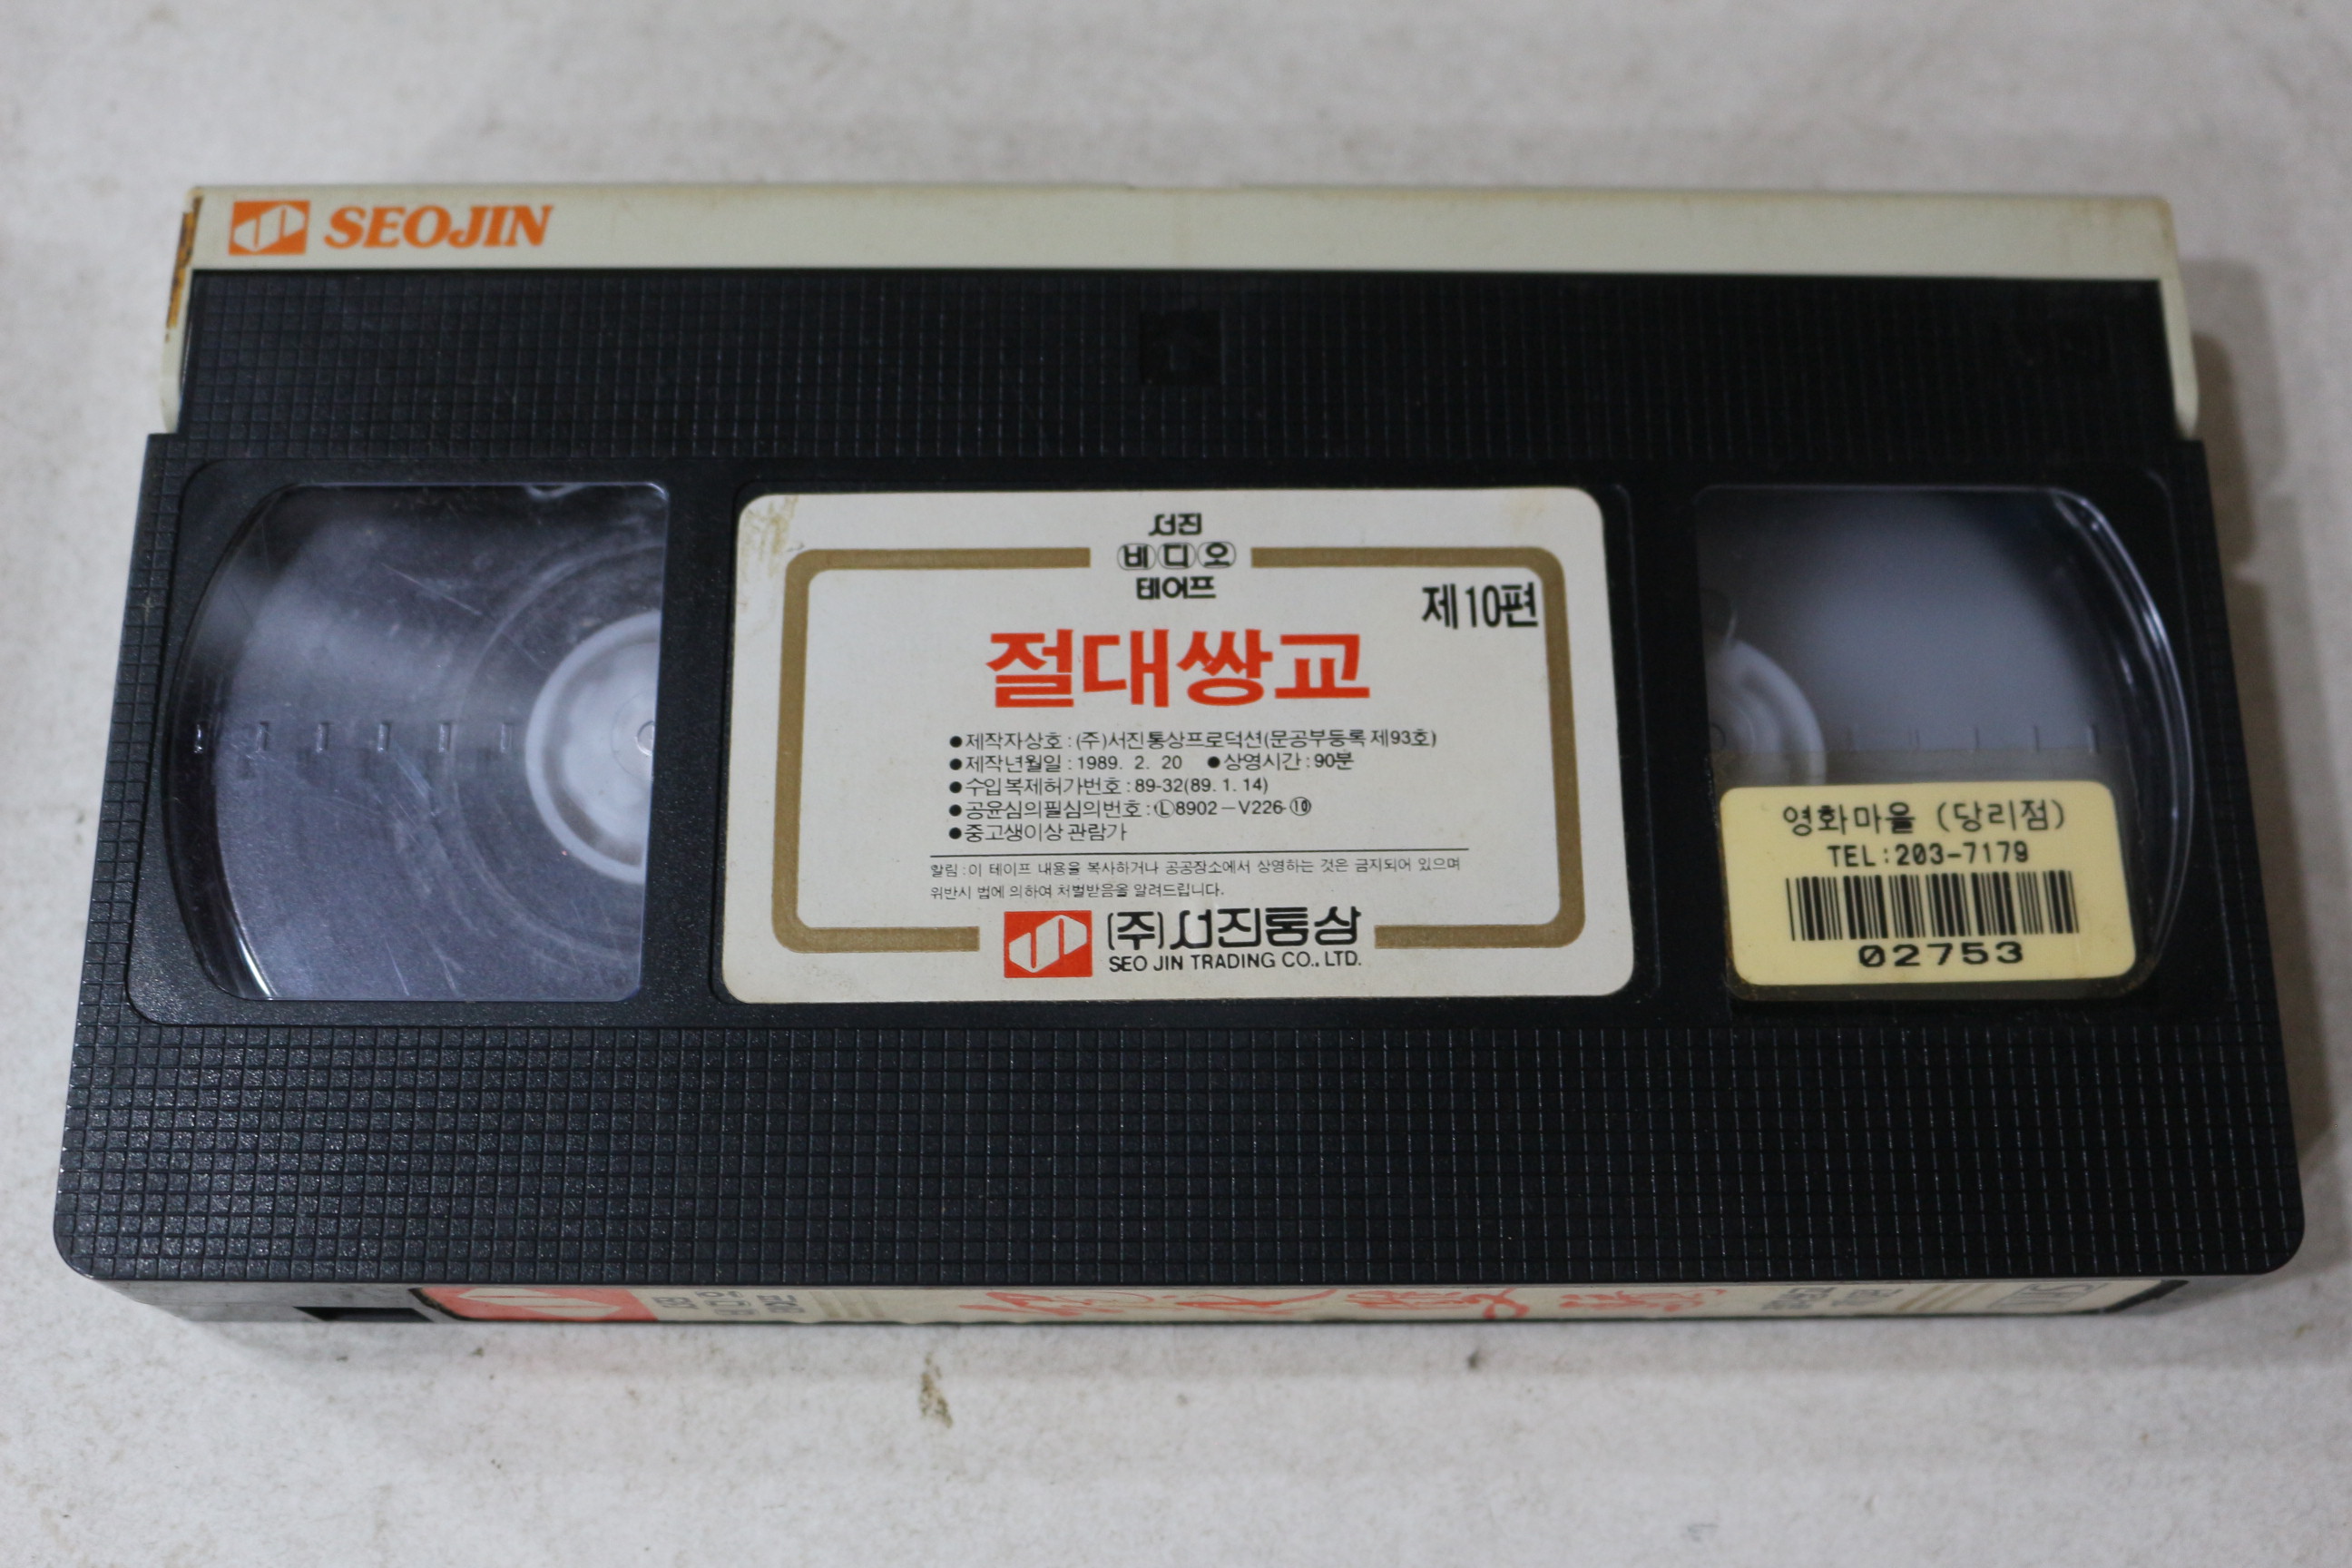 SEOJIN
서진
비디오
테이프
제10편
절대쌍교
●제작자상호 : (주)서진통상프로덕션(문공부등록 제93호)
●제작년월일 : 1989. 2. 20 ●상영시간 : 90분
●수입복제허가번호 : 89-32(89. 1. 14)
●공윤심의필심의번호 : Ⓛ8902-V226-⑩
●중고생이상 관람가
알림 : 이 테이프 내용을 복사하거나 공공장소에서 상영하는 것은 금지되어 있으며
위반시 법에 의하여 처벌받음을 알려드립니다.
(주)서진통상
SEO JIN TRADING CO., LTD.
영화마을 (당리점)
TEL:203-7179
02753